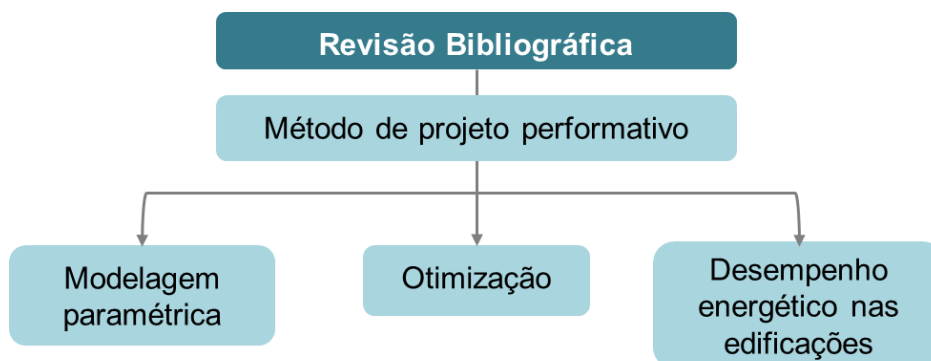 Revisão Bibliográfica
Método de projeto performativo
Modelagem
paramétrica
Otimização
Desempenho
energético nas
edificações